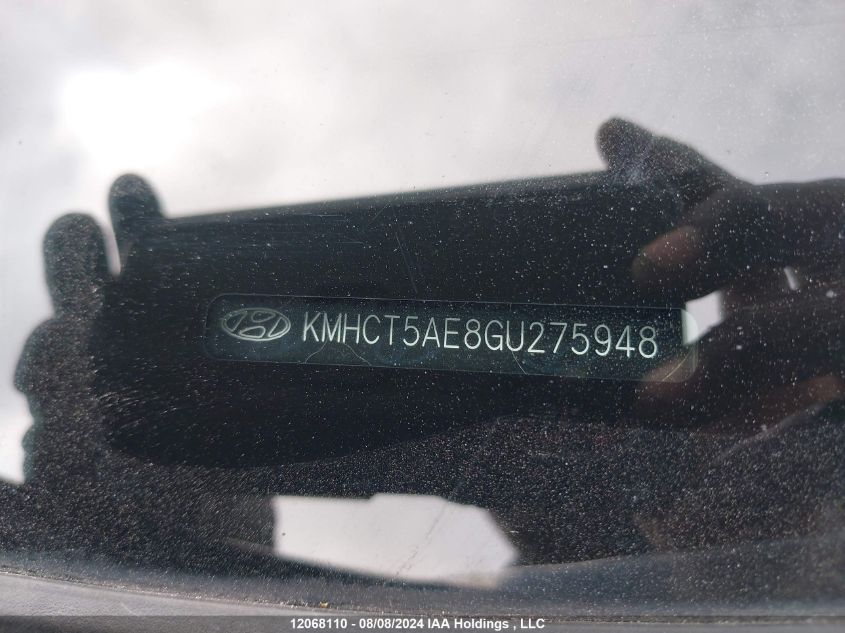 KMHCT5AE8GU275948
12068110 - 08/08/2024 IAA Holdings , LLC